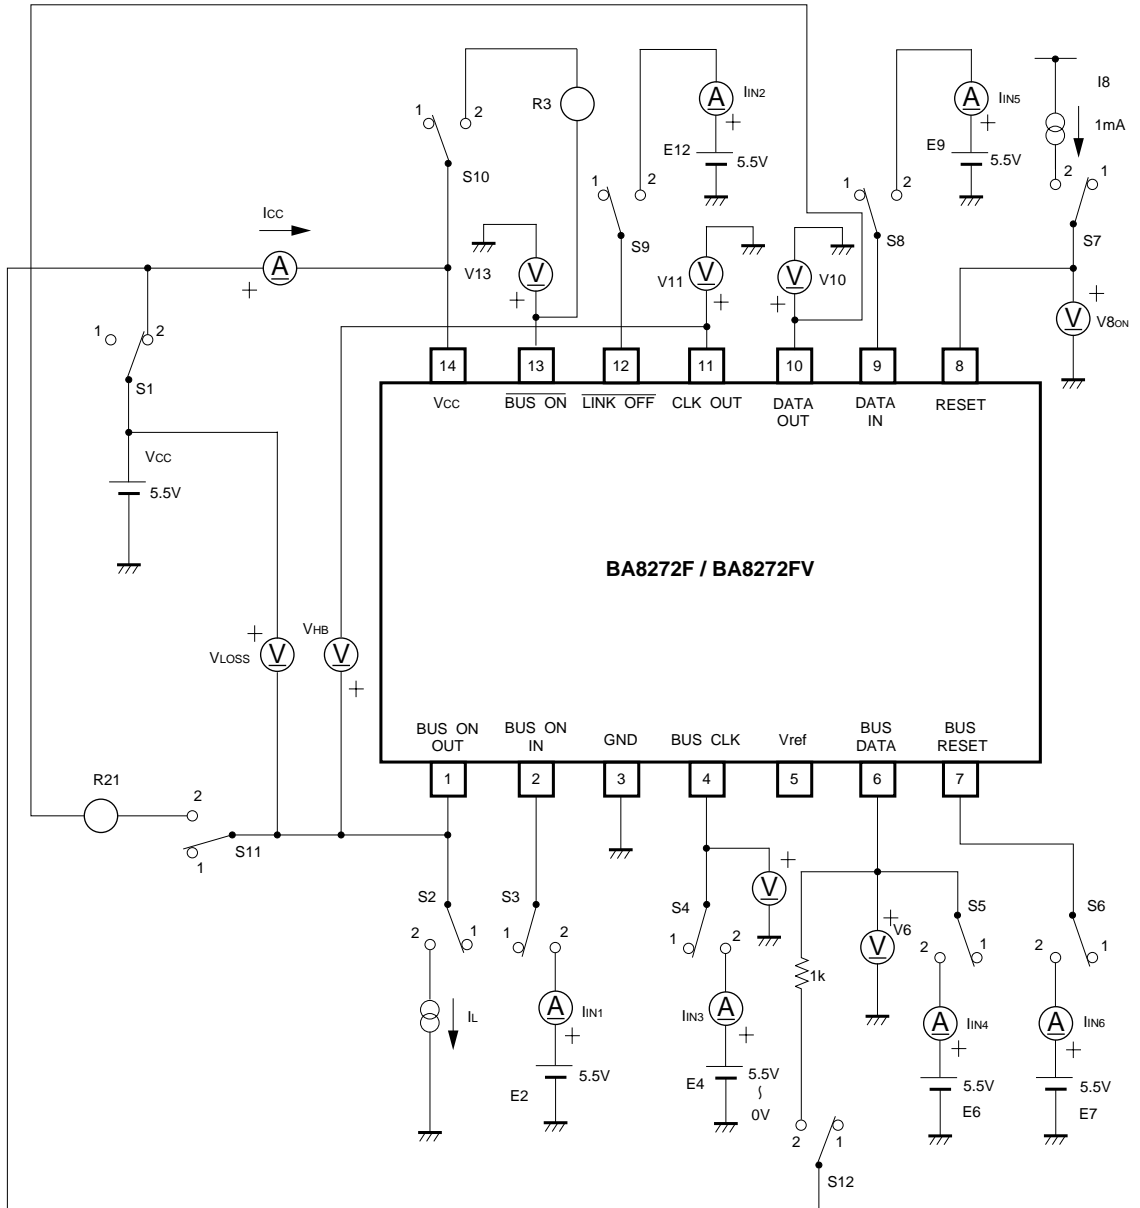 1
2
S10
R3
A
IIN2
+
E12
5.5V
1
2
S9
A
IIN5
+
E9
5.5V
1
2
S8
I8
1mA
2
1
S7
ICC
A
+
V13
V
+
V11
V
+
V
V10
+
+
V
V8ON
1
2
S1
VCC
5.5V
14
13
12
11
10
9
8
VCC
BUS ON
LINK OFF
CLK OUT
DATA
OUT
DATA
IN
RESET
BA8272F / BA8272FV
+
VLOSS
V
VHB
V
+
BUS ON
OUT
BUS ON
IN
GND
BUS CLK
Vref
BUS
DATA
BUS
RESET
1
2
3
4
5
6
7
R21
2
1
S11
S2
2
1
IL
S3
1
2
A
IIN1
+
5.5V
E2
S4
1
2
V
+
IIN3
A
+
E4
5.5V
~
0V
1k
+
V6
V
S5
2
1
A
IIN4
+
5.5V
E6
S6
2
1
A
IIN6
+
5.5V
E7
2
1
S12